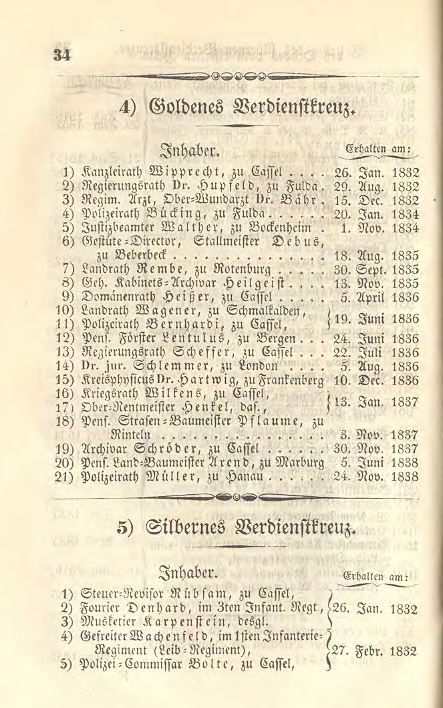 34
4) Goldenes Verdienstkreuz.
Inhaber. Erhalten am:
1) Kanzleirath Wipprecht, zu Cassel . . . . 26. Jan. 1832
2) Regierungsrath Dr. Hupfeld, zu Fulda . 29. Aug. 1832
3) Regim. Arzt, Ober-Wundarzt Dr. Bähr . 15. Dec. 1832
4) Polizeirath Bücking, zu Fulda . . . . . 20. Jan. 1834
5) Justizbeamter Walther, zu Bockenheim . 1. Nov. 1834
6) Gestüte-Director, Stallmeister Debus,
zu Beberbeck . . . . . . . . . . . . . 18. Aug. 1835
7) Landrath Rembe, zu Rotenburg . . . . 30. Sept. 1835
8) Geh. Kabinets-Archivar Heilgeist . . . . 13. Nov. 1835
9) Domänenrath Heißer, zu Cassel . . . . 5. April 1836
10) Landrath Wagener, zu Schmalkalden,
11) Polizeirath Bernhardi, zu Cassel, } 19. Juni 1836
12) Pens. Förster Lentulus, zu Bergen . . . 24. Juni 1836
13) Regierungsrath Scheffer, zu Cassel . . . 22. Juli 1836
14) Dr. jur. Schlemmer, zu London . . . . 5. Aug. 1836
15) Kreisphysicus Dr. Hartwig, zu Frankenberg 10. Dec. 1836
16) Kriegsrath Wilkens, zu Cassel,
17) Ober-Rentmeister Henkel, das., } 13. Jan. 1837
18) Pens. Straßen-Baumeister Pflaume, zu
Rinteln . . . . . . . . . . . . . . . 3. Nov. 1837
19) Archivar Schröder, zu Cassel . . . . . 30. Nov. 1837
20) Pens. Land-Baumeister Arend, zu Marburg 5. Juni 1838
21) Polizeirath Müller, zu Hanau . . . . . 24. Nov. 1838
5) Silbernes Verdienstkreuz.
Inhaber. Erhalten am:
1) Steuer-Revisor Rübsam, zu Cassel,
2) Fourier Denhard, im 3ten Infant. Regt, } 26. Jan. 1832
3) Musketier Karpenstein, desgl.
4) Gefreiter Wachenfeld, im 1sten Infanterie-
Regiment (Leib-Regiment), } 27. Febr. 1832
5) Polizei-Commissar Bolte, zu Cassel,